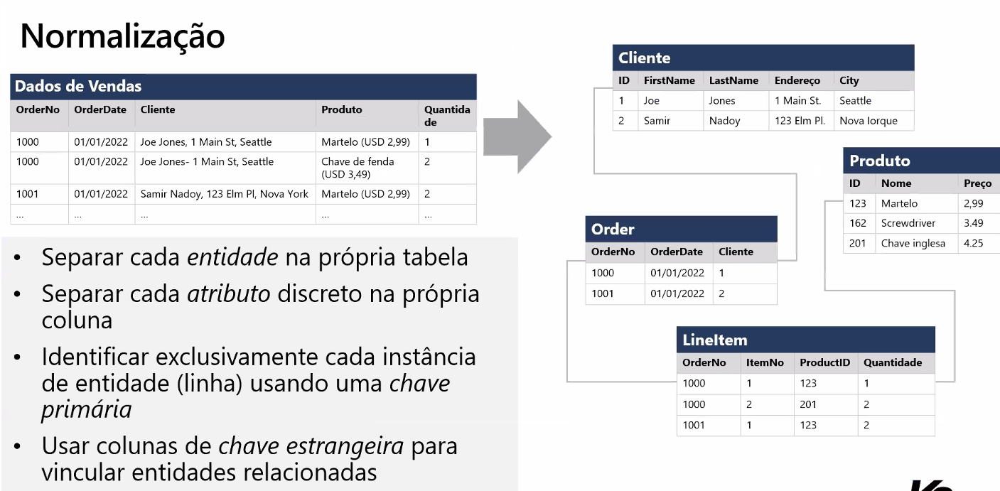 Normalização
Dados de Vendas
OrderNo OrderDate Cliente Produto Quantida
de
1000 01/01/2022 Joe Jones, 1 Main St, Seattle Martelo (USD 2,99) 1
1000 01/01/2022 Joe Jones- 1 Main St, Seattle Chave de fenda 2
(USD 3,49)
1001 01/01/2022 Samir Nadoy, 123 Elm Pl, Nova York Martelo (USD 2,99) 2
... ... ... ... ...
• Separar cada entidade na própria tabela
• Separar cada atributo discreto na própria
coluna
• Identificar exclusivamente cada instância
de entidade (linha) usando uma chave
primária
• Usar colunas de chave estrangeira para
vincular entidades relacionadas
Cliente
ID FirstName LastName Endereço City
1 Joe Jones 1 Main St. Seattle
2 Samir Nadoy 123 Elm Pl. Nova Iorque
Produto
ID Nome Preço
123 Martelo 2,99
162 Screwdriver 3.49
201 Chave inglesa 4.25
Order
OrderNo OrderDate Cliente
1000 01/01/2022 1
1001 01/01/2022 2
LineItem
OrderNo ItemNo ProductID Quantidade
1000 1 123 1
1000 2 201 2
1001 1 123 2